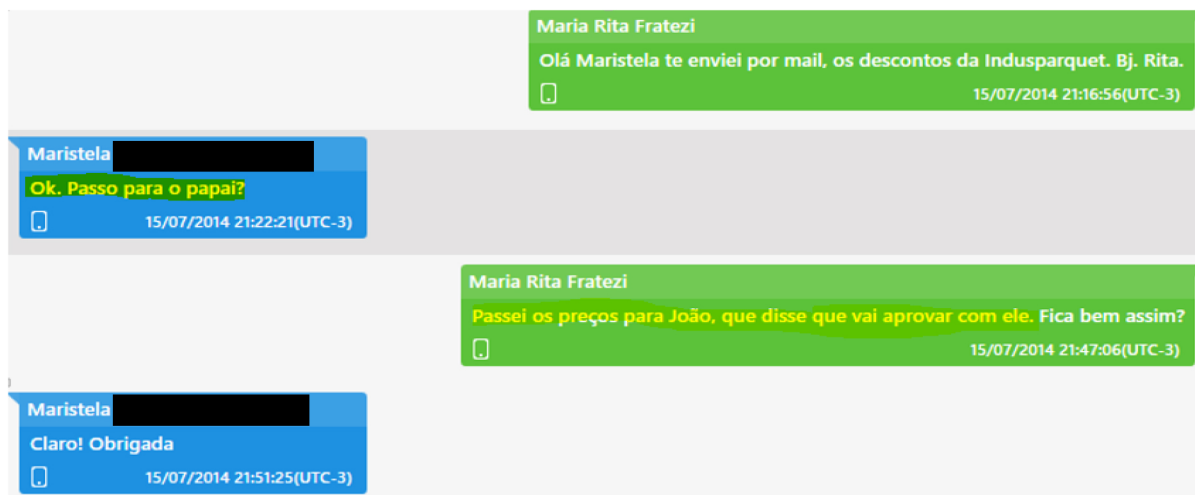 Maria Rita Fratezi
Olá Maristela te enviei por mail, os descontos da Indusparquet. Bj. Rita.
15/07/2014 21:16:56(UTC-3)
Maristela
Ok. Passo para o papai?
15/07/2014 21:22:21(UTC-3)
Maria Rita Fratezi
Passei os preços para João, que disse que vai aprovar com ele. Fica bem assim?
15/07/2014 21:47:06(UTC-3)
Maristela
Claro! Obrigada
15/07/2014 21:51:25(UTC-3)